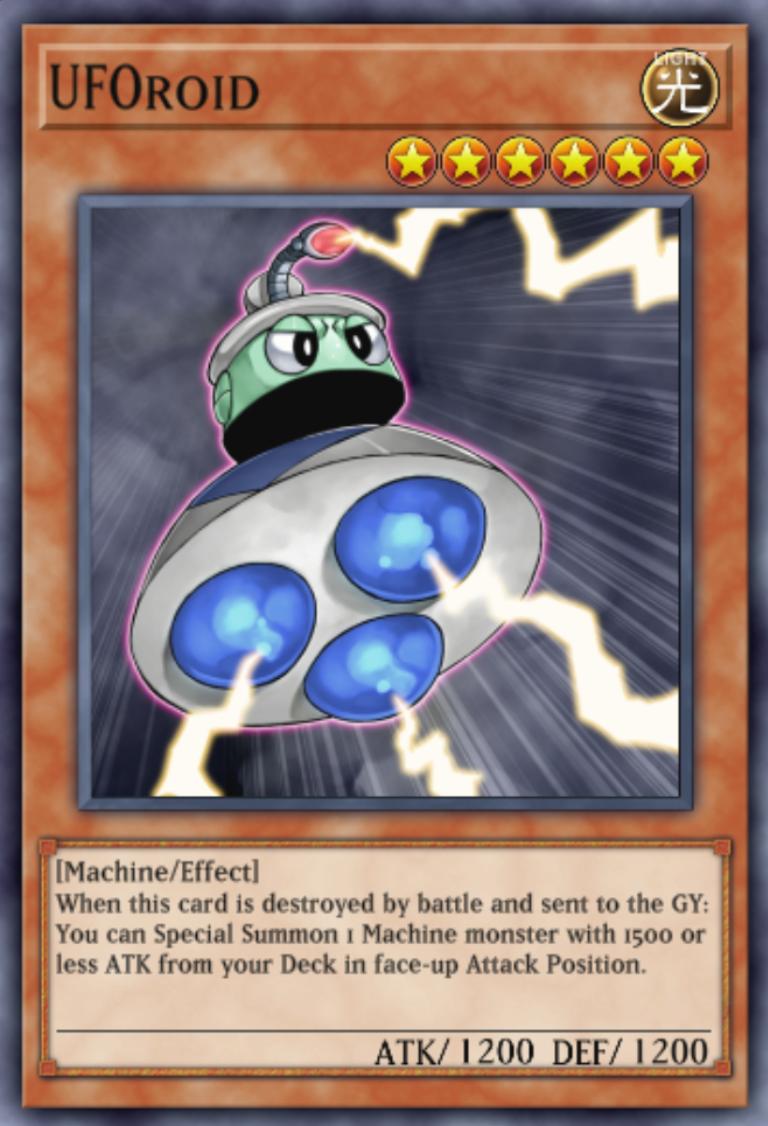 UFOROID
LIGHT
光
[Machine/Effect]
When this card is destroyed by battle and sent to the GY:
You can Special Summon 1 Machine monster with 1500 or
less ATK from your Deck in face-up Attack Position.
ATK/ 1200 DEF/ 1200